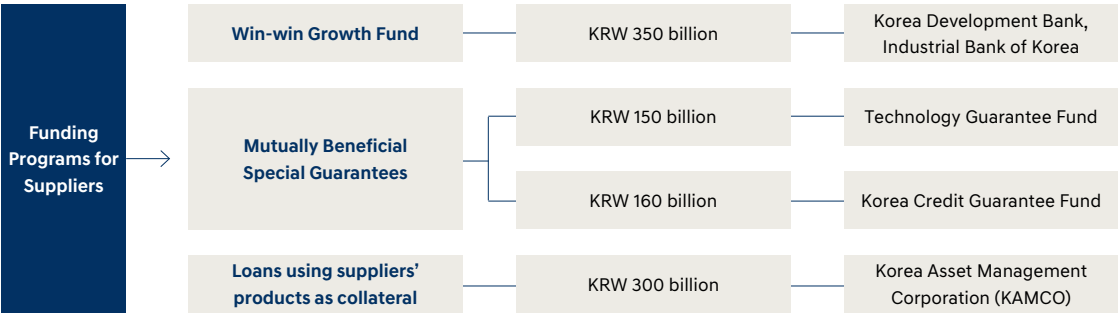 Funding
Programs for
Suppliers
Win-win Growth Fund
KRW 350 billion
Korea Development Bank,
Industrial Bank of Korea
Mutually Beneficial
Special Guarantees
KRW 150 billion
Technology Guarantee Fund
KRW 160 billion
Korea Credit Guarantee Fund
Loans using suppliers’
products as collateral
KRW 300 billion
Korea Asset Management
Corporation (KAMCO)